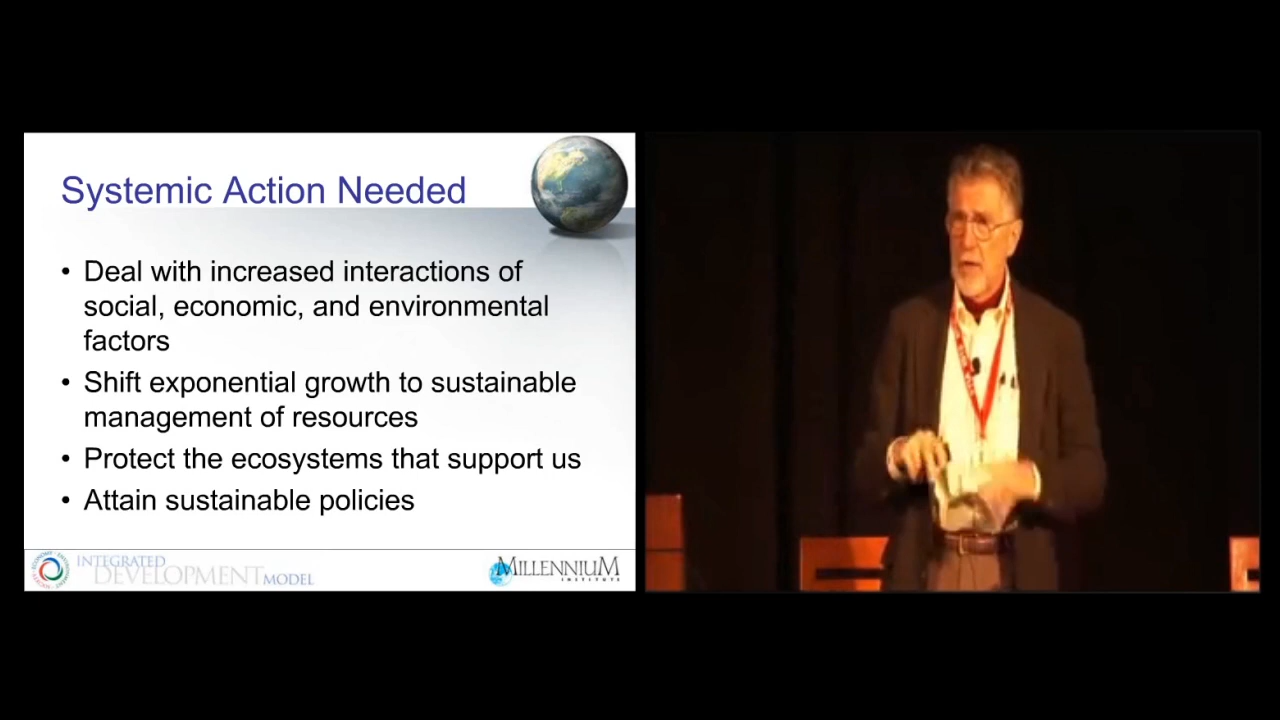 Systemic Action Needed
• Deal with increased interactions of
social, economic, and environmental
factors
• Shift exponential growth to sustainable
management of resources
• Protect the ecosystems that support us
• Attain sustainable policies
INTEGRATED
DEVELOPMENT MODEL
MILLENNIUM
INSTITUTE